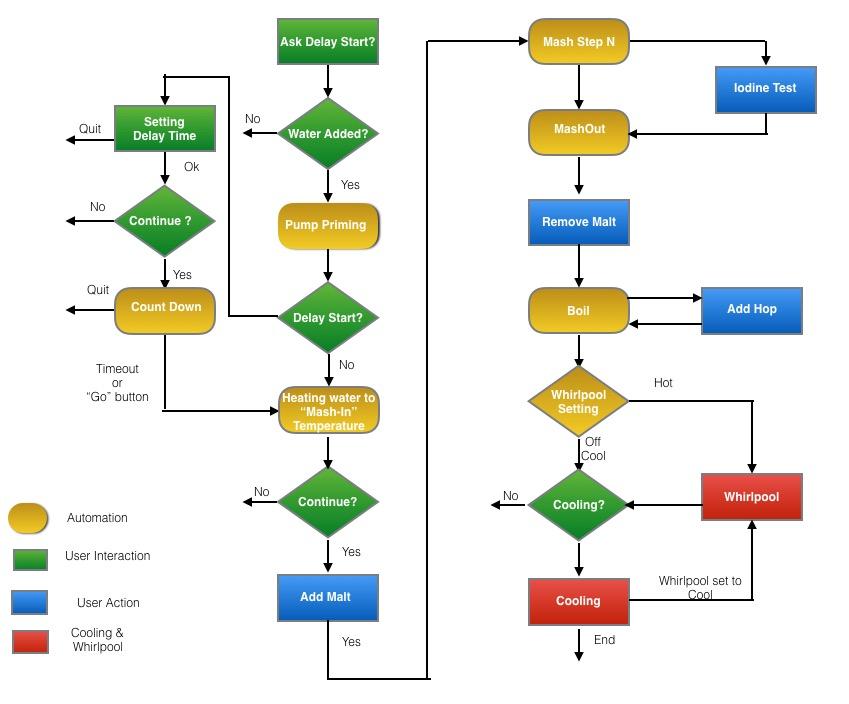 Ask Delay Start?
Water Added?
No
Yes
Pump Priming
Delay Start?
No
Heating water to
“Mash-In”
Temperature
Continue?
No
Yes
Add Malt
Yes
Setting
Delay Time
Quit
Ok
Continue ?
No
Yes
Count Down
Quit
Timeout
or
“Go” button
Mash Step N
Iodine Test
MashOut
Remove Malt
Boil
Add Hop
Whirlpool
Setting
Hot
Off
Cool
Cooling?
No
Whirlpool
Cooling
Whirlpool set to
Cool
End
Automation
User Interaction
User Action
Cooling &
Whirlpool